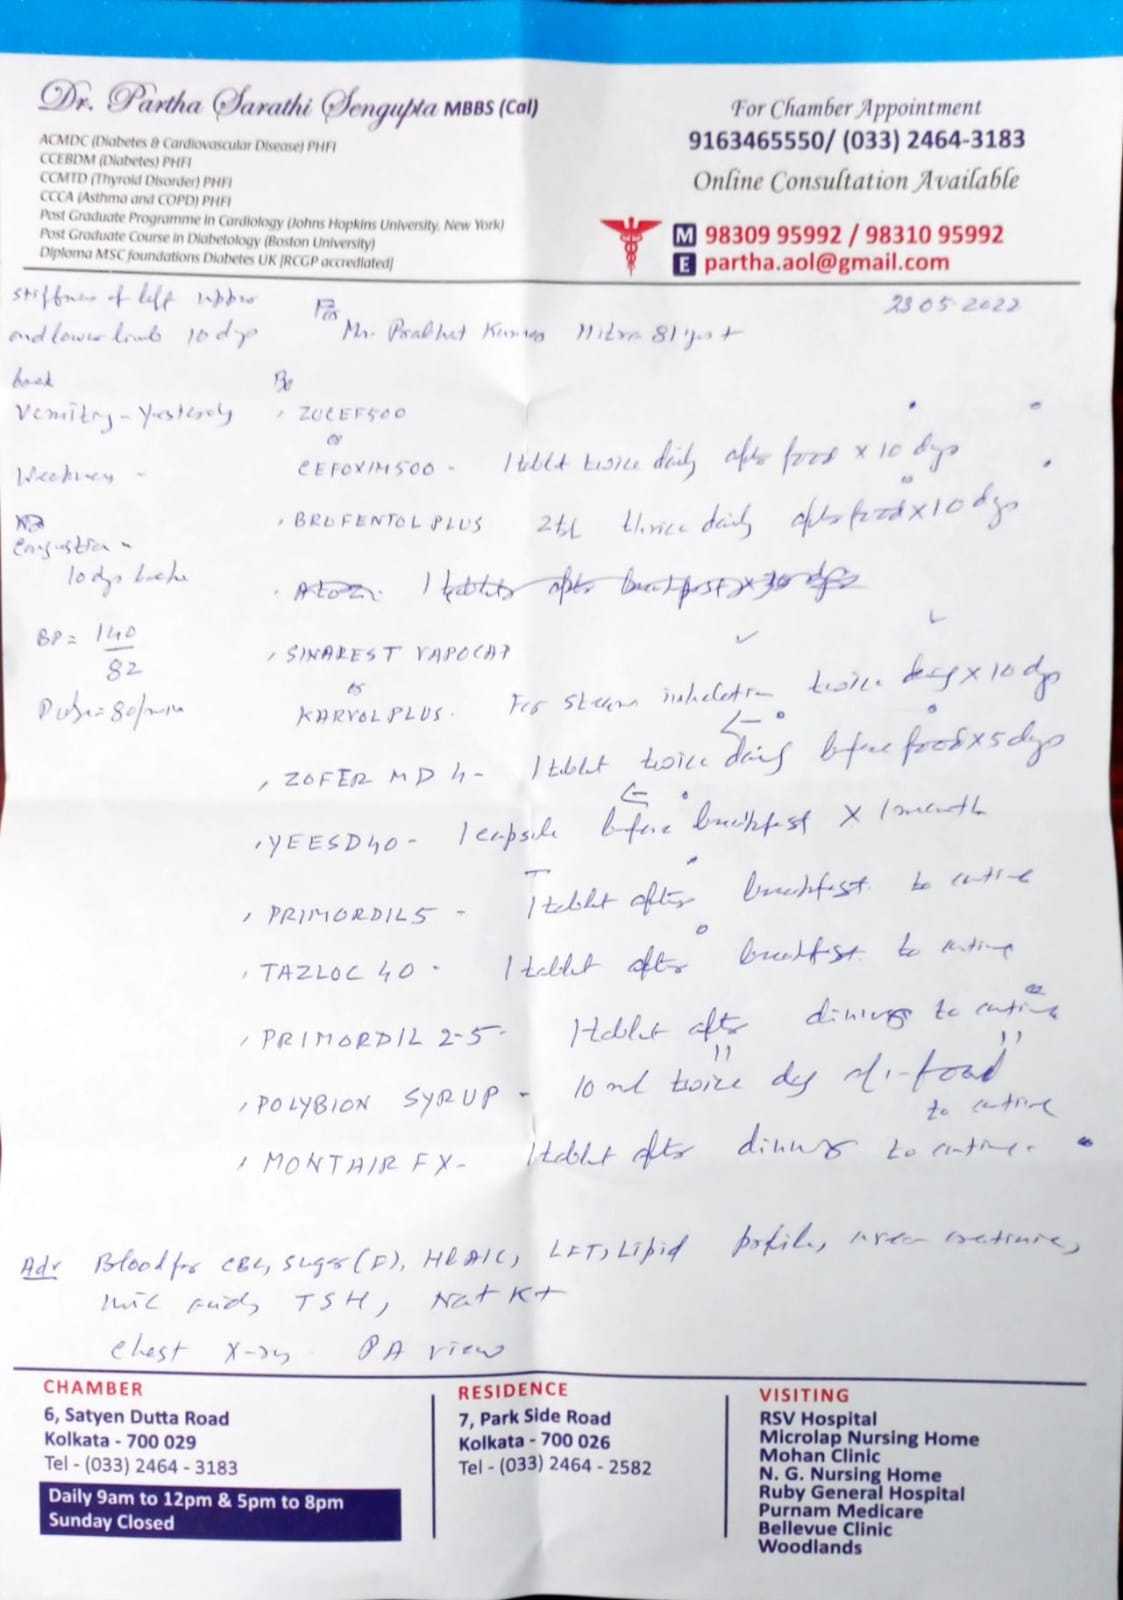 Dr. Partha Sarathi Sengupta MBBS (Cal)
ACMDC (Diabetes & Cardiovascular Disease) PHFI
CCEBDM (Diabetes) PHFI
CCMTD (Thyroid Disorder) PHFI
CCCA (Asthma and COPD) PHFI
Post Graduate Programme in Cardiology (Johns Hopkins University, New York)
Post Graduate Course in Diabetology (Boston University)
Diploma MSC foundations Diabetes UK [RCGP accrediated]
For Chamber Appointment
9163465550/ (033) 2464-3183
Online Consultation Available
M 98309 95992 / 98310 95992
E partha.aol@gmail.com
23 05-2022
For Mr. Prabhat Kumar Mitra 81 yrs +
stiffness of left upper
and lower limb 10 dys
back
Vomiting - Yesterday
Weakness -
Congestion -
10 dys back
BP = 140/82
Pulse = 80/min
Rx
, ZOCEF 500
or
CEFOXIM 500 - 1 tablet twice daily after food x 10 dys
, BROFENTOL PLUS 2 tsf thrice daily after food x 10 dys
1 tablet after breakfast x 30 dys
, SINAREST VAPOCAP
or
KARVOL PLUS. For steam inhalation twice daily x 10 dys
, ZOFER MD 4 - 1 tablet twice daily before food x 5 dys
, YEESD 40 - 1 capsule before breakfast x 1 month
, PRIMORDIL 5 - 1 tablet after breakfast to continue
, TAZLOC 40 - 1 tablet after breakfast to continue
, PRIMORDIL 2-5 - 1 tablet after dinner to continue
, POLYBION SYRUP - 10 ml twice day after food
to continue
, MONTAIR FX - 1 tablet after dinner to continue.
Adv Blood for CBC, Sugar (F), HbA1C, LFT, Lipid profile, urea creatinine,
uric acid, TSH, Na+ K+
Chest X-ray PA view
CHAMBER
6, Satyen Dutta Road
Kolkata - 700 029
Tel - (033) 2464 - 3183
Daily 9am to 12pm & 5pm to 8pm
Sunday Closed
RESIDENCE
7, Park Side Road
Kolkata - 700 026
Tel - (033) 2464 - 2582
VISITING
RSV Hospital
Microlap Nursing Home
Mohan Clinic
N. G. Nursing Home
Ruby General Hospital
Purnam Medicare
Bellevue Clinic
Woodlands